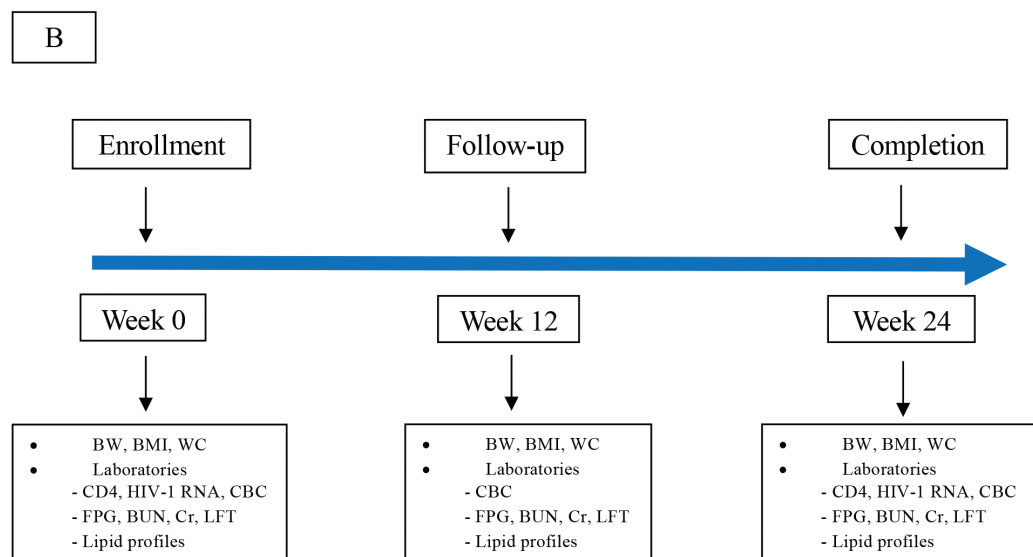 B
Enrollment
Follow-up
Completion
Week 0
Week 12
Week 24
• BW, BMI, WC
• Laboratories
- CD4, HIV-1 RNA, CBC
- FPG, BUN, Cr, LFT
- Lipid profiles
• BW, BMI, WC
• Laboratories
- CBC
- FPG, BUN, Cr, LFT
- Lipid profiles
• BW, BMI, WC
• Laboratories
- CD4, HIV-1 RNA, CBC
- FPG, BUN, Cr, LFT
- Lipid profiles